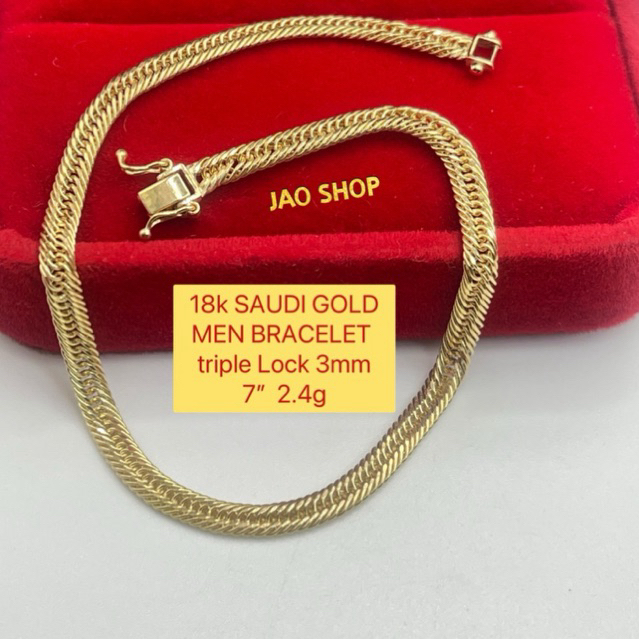 JAO SHOP
18k SAUDI GOLD
MEN BRACELET
triple Lock 3mm
7” 2.4g